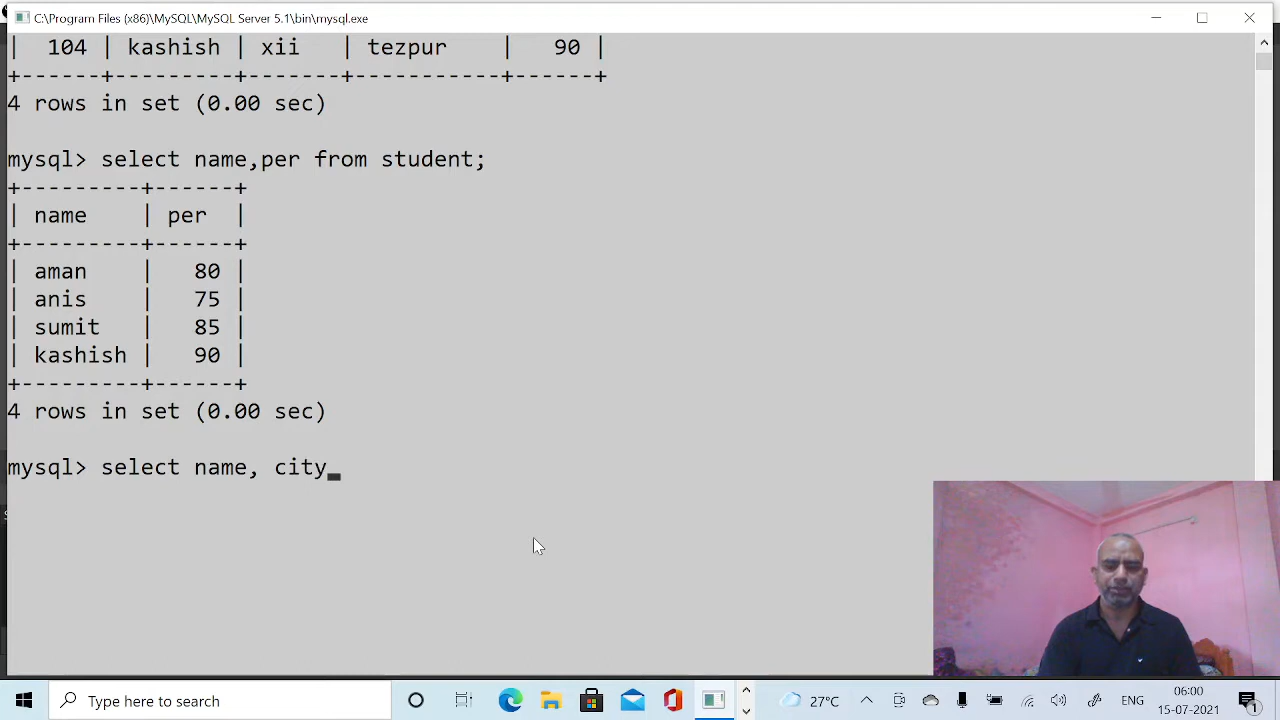 C:\Program Files (x86)\MySQL\MySQL Server 5.1\bin\mysql.exe
|  104 | kashish | xii   | tezpur    |   90 |
+------+---------+-------+-----------+------+
4 rows in set (0.00 sec)
mysql> select name,per from student;
+---------+------+
| name    | per  |
+---------+------+
| aman    |   80 |
| anis    |   75 |
| sumit   |   85 |
| kashish |   90 |
+---------+------+
4 rows in set (0.00 sec)
mysql> select name, city_
Type here to search
27°C
ENG
06:00
15-07-2021
1